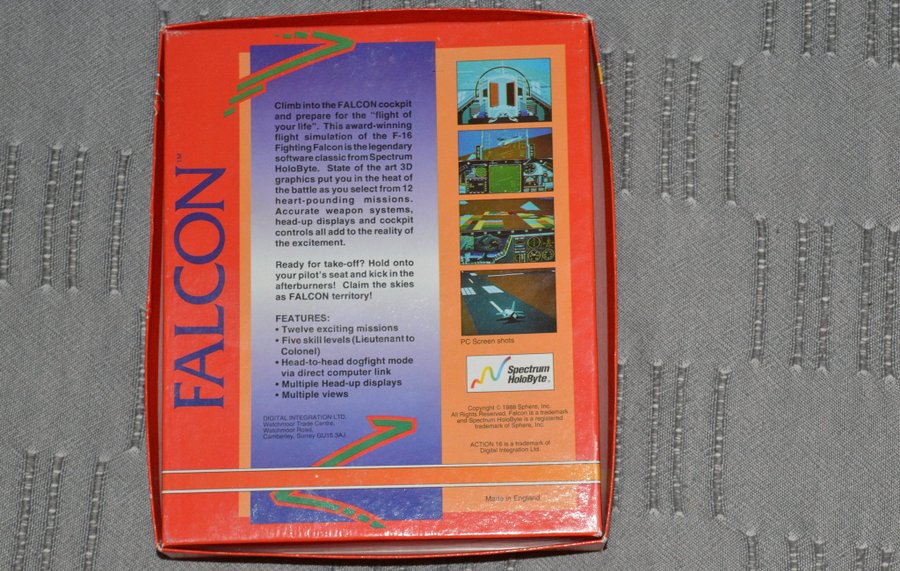 FALCON™
Climb into the FALCON cockpit
and prepare for the "flight of
your life". This award-winning
flight simulation of the F-16
Fighting Falcon is the legendary
software classic from Spectrum
HoloByte. State of the art 3D
graphics put you in the heat of
the battle as you select from 12
heart-pounding missions.
Accurate weapon systems,
head-up displays and cockpit
controls all add to the reality of
the excitement.
Ready for take-off? Hold onto
your pilot's seat and kick in the
afterburners! Claim the skies
as FALCON territory!
FEATURES:
• Twelve exciting missions
• Five skill levels (Lieutenant to
Colonel)
• Head-to-head dogfight mode
via direct computer link
• Multiple Head-up displays
• Multiple views
DIGITAL INTEGRATION LTD.
Watchmoor Trade Centre,
Watchmoor Road,
Camberley, Surrey GU15 3AJ
PC Screen shots
Spectrum
HoloByte™
Copyright © 1988 Sphere, Inc.
All Rights Reserved. Falcon is a trademark
and Spectrum HoloByte is a registered
trademark of Sphere, Inc.
ACTION 16 is a trademark of
Digital Integration Ltd.
Made in England